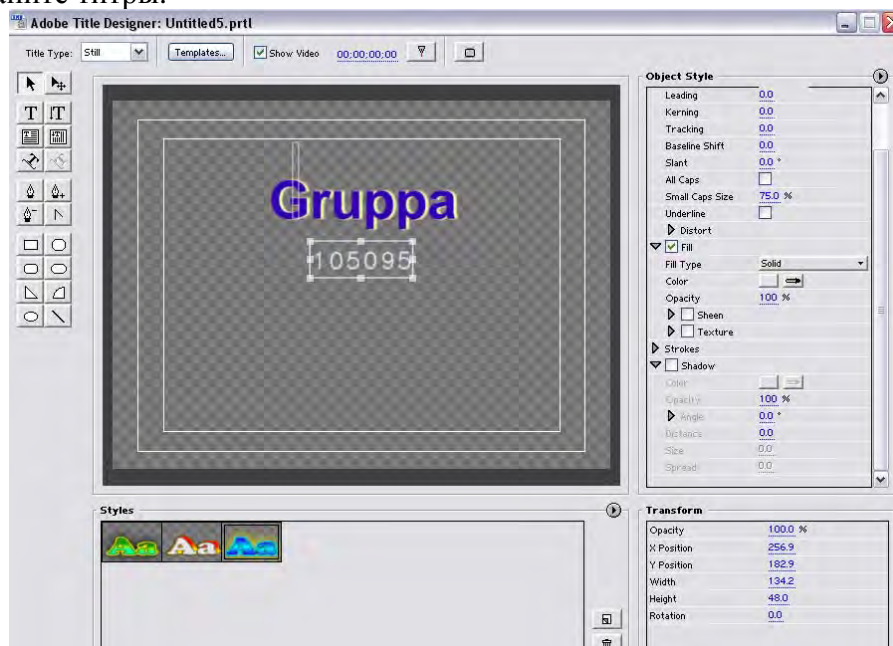 титры.
Adobe Title Designer: Untitled5.prtl
Title Type: Still Templates... Show Video 00;00;00;00
Object Style
Leading 0.0
Kerning 0.0
Tracking 0.0
Baseline Shift 0.0
Slant 0.0 °
All Caps
Small Caps Size 75.0 %
Underline
Distort
Fill
Fill Type Solid
Color
Opacity 100 %
Sheen
Texture
Strokes
Shadow
Color
Opacity 100 %
Angle 0.0 °
Distance 0.0
Size 0.0
Spread 0.0
T IT
Gruppa
105095
Styles
Aa Aa Aa
Transform
Opacity 100.0 %
X Position 256.9
Y Position 182.9
Width 134.2
Height 48.0
Rotation 0.0